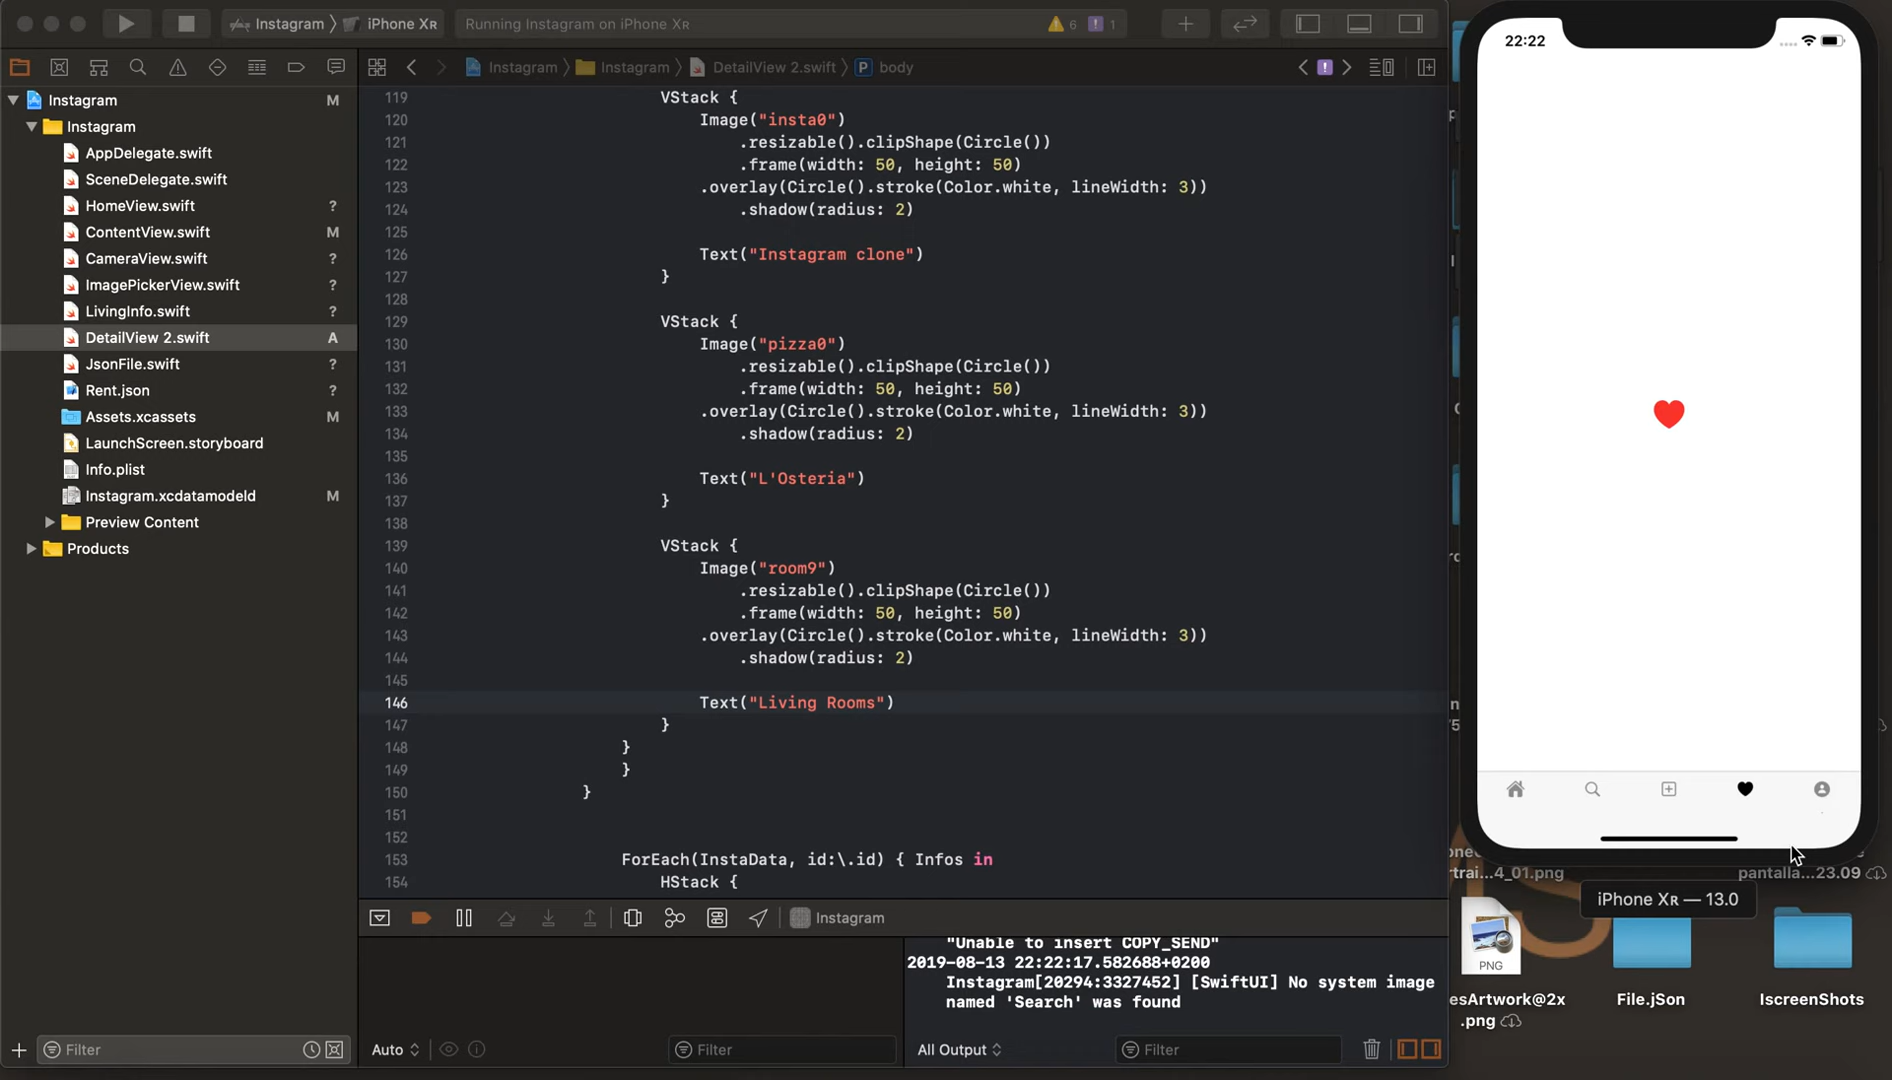 Instagram
iPhone Xʀ
Running Instagram on iPhone Xʀ
6
1
Instagram
Instagram
DetailView 2.swift
P
body
Instagram
M
Instagram
AppDelegate.swift
SceneDelegate.swift
HomeView.swift
?
ContentView.swift
M
CameraView.swift
?
ImagePickerView.swift
?
LivingInfo.swift
?
DetailView 2.swift
A
JsonFile.swift
?
Rent.json
?
Assets.xcassets
M
LaunchScreen.storyboard
Info.plist
Instagram.xcdatamodeld
M
Preview Content
Products
Filter
119 VStack {
120 Image("insta0")
121 .resizable().clipShape(Circle())
122 .frame(width: 50, height: 50)
123 .overlay(Circle().stroke(Color.white, lineWidth: 3))
124 .shadow(radius: 2)
125
126 Text("Instagram clone")
127 }
128
129 VStack {
130 Image("pizza0")
131 .resizable().clipShape(Circle())
132 .frame(width: 50, height: 50)
133 .overlay(Circle().stroke(Color.white, lineWidth: 3))
134 .shadow(radius: 2)
135
136 Text("L'Osteria")
137 }
138
139 VStack {
140 Image("room9")
141 .resizable().clipShape(Circle())
142 .frame(width: 50, height: 50)
143 .overlay(Circle().stroke(Color.white, lineWidth: 3))
144 .shadow(radius: 2)
145
146 Text("Living Rooms")
147 }
148 }
149 }
150 }
151
152
153 ForEach(InstaData, id:\.id) { Infos in
154 HStack {
Instagram
"Unable to insert COPY_SEND"
2019-08-13 22:22:17.582688+0200
Instagram[20294:3327452] [SwiftUI] No system image
named 'Search' was found
Auto
Filter
All Output
Filter
22:22
pantalla...23.09
iPhone Xʀ — 13.0
PNG
esArtwork@2x
.png
File.jSon
IscreenShots